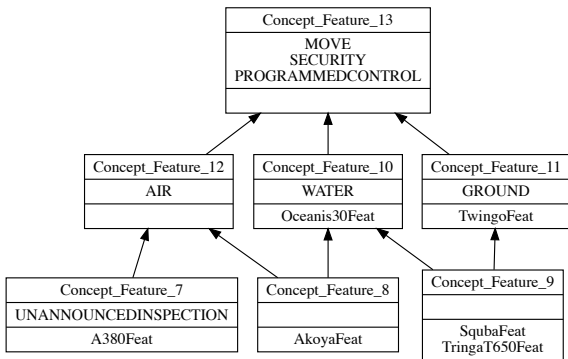 Concept_Feature_13
MOVE
SECURITY
PROGRAMMEDCONTROL
Concept_Feature_12
AIR
Concept_Feature_10
WATER
Oceanis30Feat
Concept_Feature_11
GROUND
TwingoFeat
Concept_Feature_7
UNANNOUNCEDINSPECTION
A380Feat
Concept_Feature_8
AkoyaFeat
Concept_Feature_9
SqubaFeat
TringaT650Feat